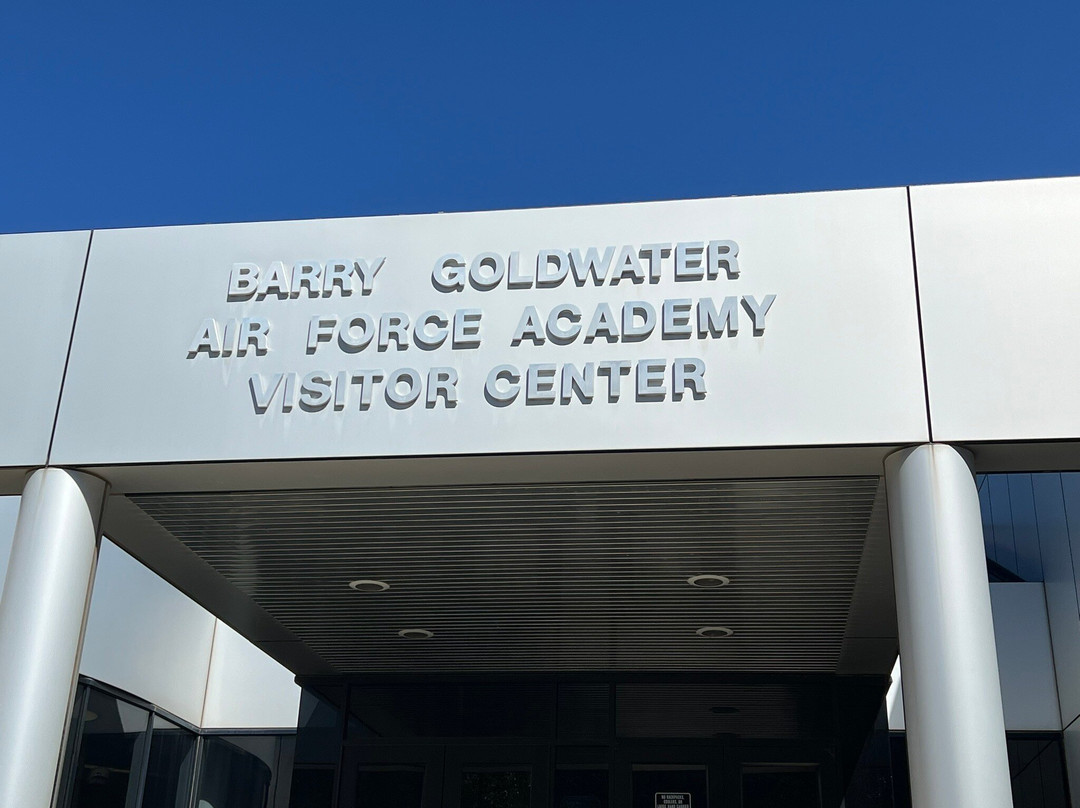 BARRY GOLDWATER
AIR FORCE ACADEMY
VISITOR CENTER